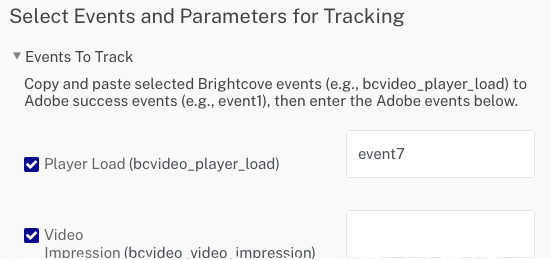 Select Events and Parameters for Tracking
Events To Track
Copy and paste selected Brightcove events (e.g., bcvideo_player_load) to
Adobe success events (e.g., event1), then enter the Adobe events below.
Player Load (bcvideo_player_load)
event7
Video
Impression (bcvideo_video_impression)